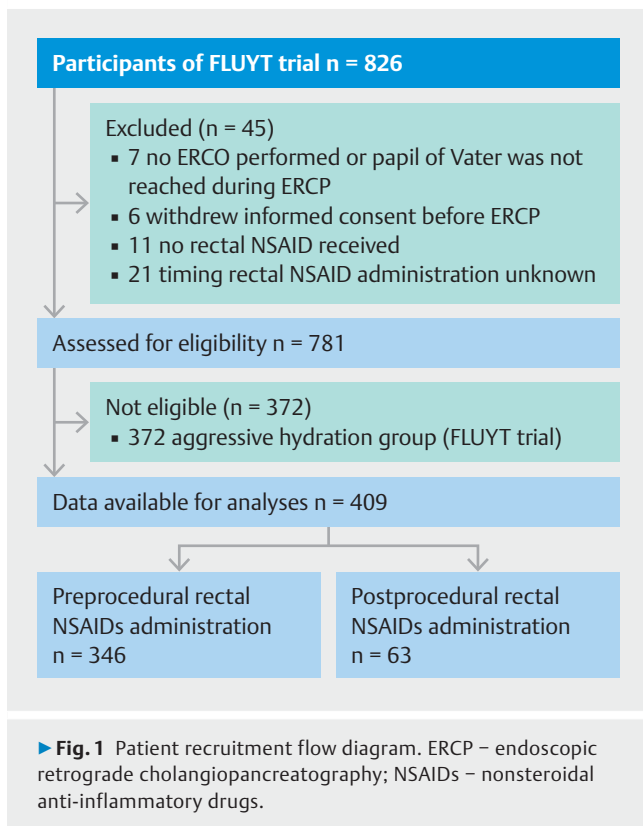 Participants of FLUYT trial n = 826
Excluded (n = 45)
▪ 7 no ERCO performed or papil of Vater was not
reached during ERCP
▪ 6 withdrew informed consent before ERCP
▪ 11 no rectal NSAID received
▪ 21 timing rectal NSAID administration unknown
Assessed for eligibility n = 781
Not eligible (n = 372)
▪ 372 aggressive hydration group (FLUYT trial)
Data available for analyses n = 409
Preprocedural rectal
NSAIDs administration
n = 346
Postprocedural rectal
NSAIDs administration
n = 63
▶ Fig. 1 Patient recruitment flow diagram. ERCP – endoscopic
retrograde cholangiopancreatography; NSAIDs – nonsteroidal
anti-inflammatory drugs.